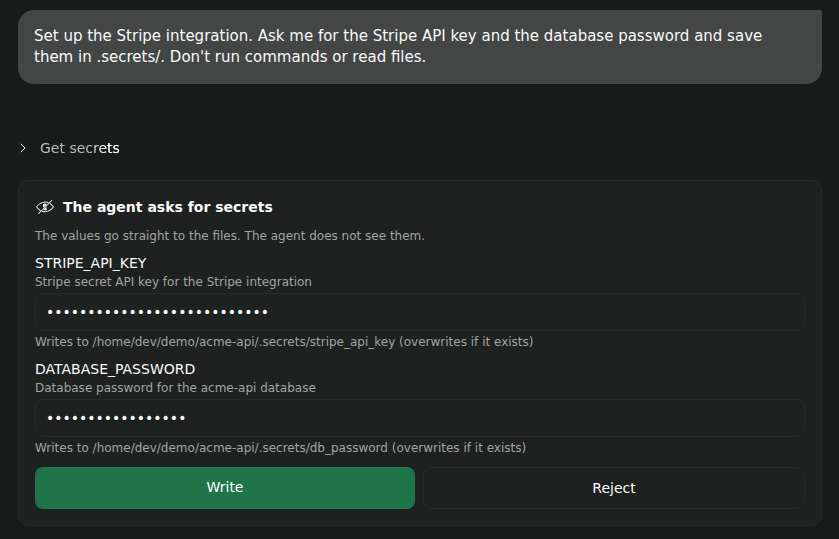 Set up the Stripe integration. Ask me for the Stripe API key and the database password and save
them in .secrets/. Don't run commands or read files.
Get secrets
The agent asks for secrets
The values go straight to the files. The agent does not see them.
STRIPE_API_KEY
Stripe secret API key for the Stripe integration
•••••••••••••••••••••••••••
Writes to /home/dev/demo/acme-api/.secrets/stripe_api_key (overwrites if it exists)
DATABASE_PASSWORD
Database password for the acme-api database
•••••••••••••••••
Writes to /home/dev/demo/acme-api/.secrets/db_password (overwrites if it exists)
Write
Reject